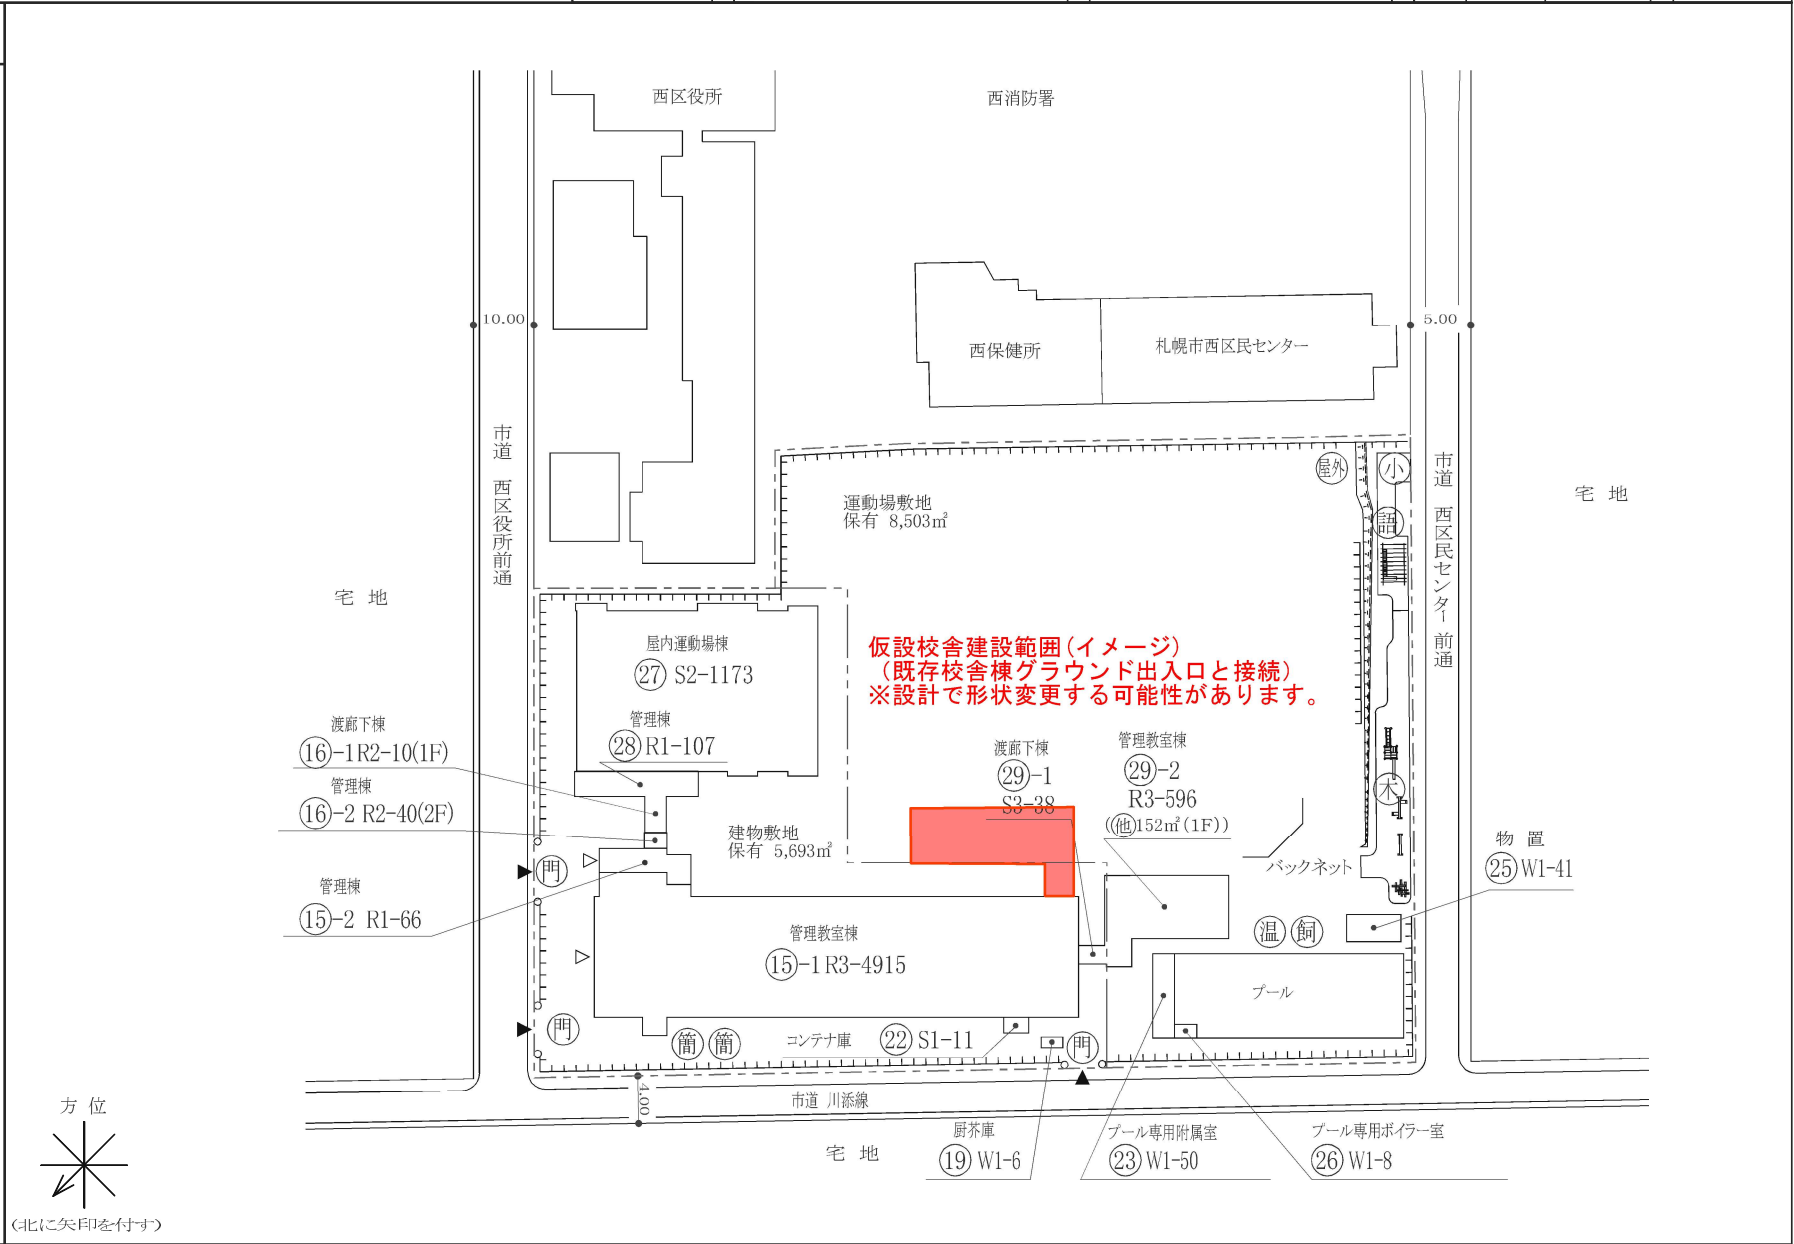 西区役所
西消防署
10.00
5.00
西保健所
札幌市西区民センター
市道 西区役所前通
屋外
小
市道 西区民センター前通
宅 地
運動場敷地
保有 8,503㎡
語
宅 地
屋内運動場棟
㉗ S2-1173
仮設校舎建設範囲(イメージ)
(既存校舎棟グラウンド出入口と接続)
※設計で形状変更する可能性があります。
管理棟
㉘ R1-107
渡廊下棟
⑯-1R2-10(1F)
管理棟
⑯-2 R2-40(2F)
渡廊下棟
㉙-1
S3-38
管理教室棟
㉙-2
R3-596
((他)152㎡(1F))
木
建物敷地
保有 5,693㎡
バックネット
物 置
㉕ W1-41
門
管理棟
⑮-2 R1-66
管理教室棟
⑮-1R3-4915
温 飼
プール
門
簡 簡
コンテナ庫 ㉒ S1-11
門
4.00
市道 川添線
宅 地
厨芥庫
⑲ W1-6
プール専用附属室
㉓ W1-50
プール専用ボイラー室
㉖ W1-8
方 位
(北に矢印を付す)